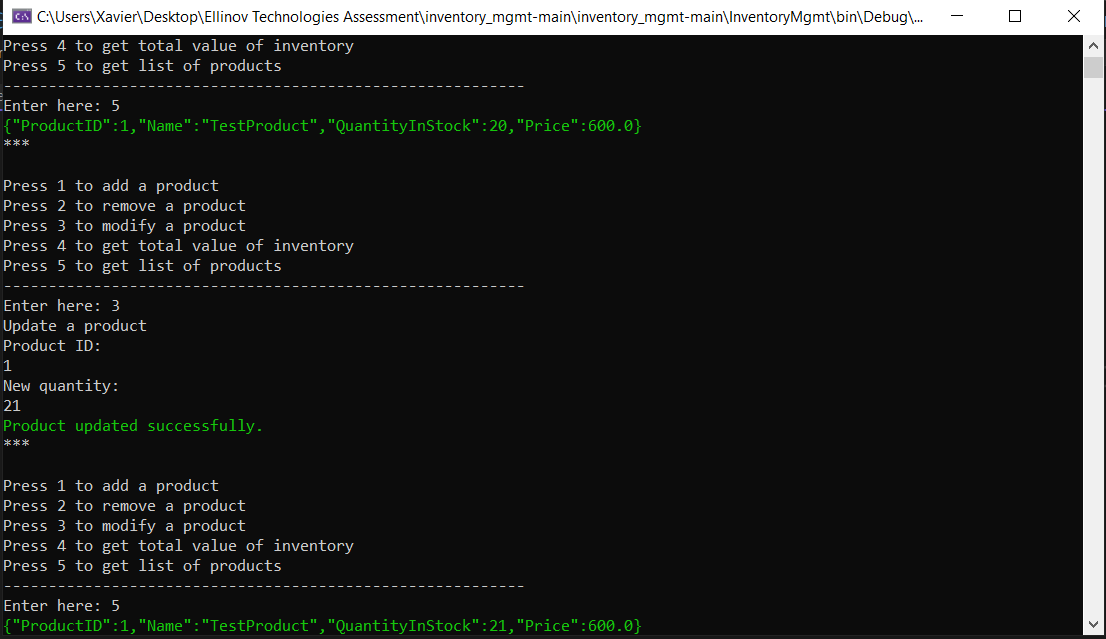 C:\Users\Xavier\Desktop\Ellinov Technologies Assessment\inventory_mgmt-main\inventory_mgmt-main\InventoryMgmt\bin\Debug\...
Press 4 to get total value of inventory
Press 5 to get list of products
----------------------------------------------------------
Enter here: 5
{"ProductID":1,"Name":"TestProduct","QuantityInStock":20,"Price":600.0}
***
Press 1 to add a product
Press 2 to remove a product
Press 3 to modify a product
Press 4 to get total value of inventory
Press 5 to get list of products
----------------------------------------------------------
Enter here: 3
Update a product
Product ID:
1
New quantity:
21
Product updated successfully.
***
Press 1 to add a product
Press 2 to remove a product
Press 3 to modify a product
Press 4 to get total value of inventory
Press 5 to get list of products
----------------------------------------------------------
Enter here: 5
{"ProductID":1,"Name":"TestProduct","QuantityInStock":21,"Price":600.0}